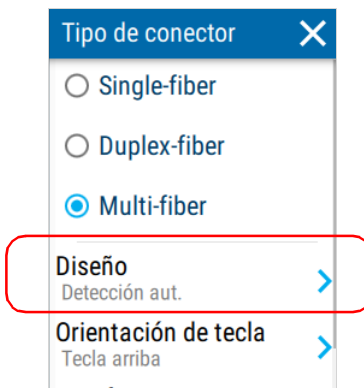 Tipo de conector
Single-fiber
Duplex-fiber
Multi-fiber
Diseño
Detección aut.
Orientación de tecla
Tecla arriba